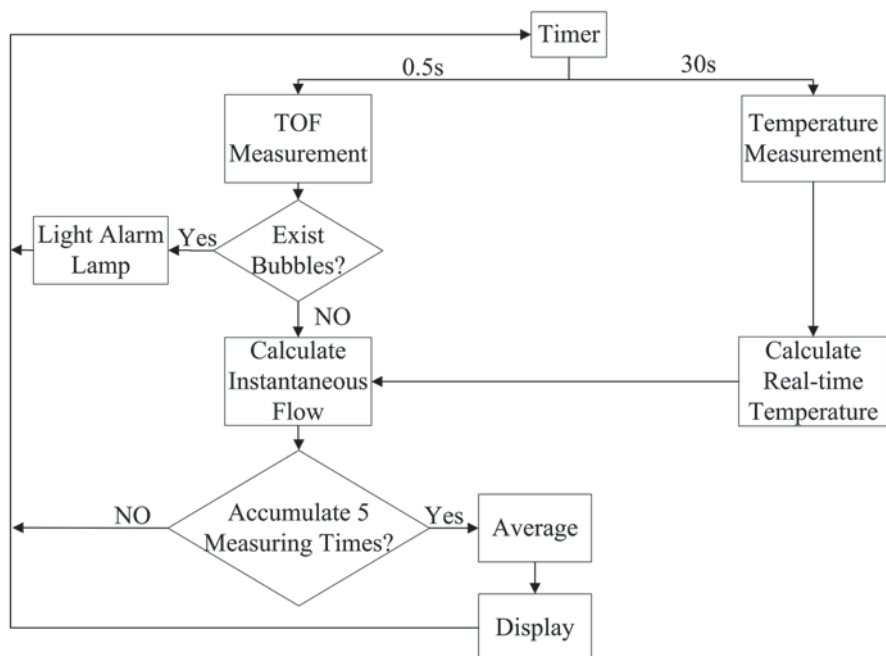 Timer
0.5s
30s
TOF
Measurement
Temperature
Measurement
Exist
Bubbles?
Yes
Light Alarm
Lamp
NO
Calculate
Instantaneous
Flow
Calculate
Real-time
Temperature
Accumulate 5
Measuring Times?
NO
Yes
Average
Display